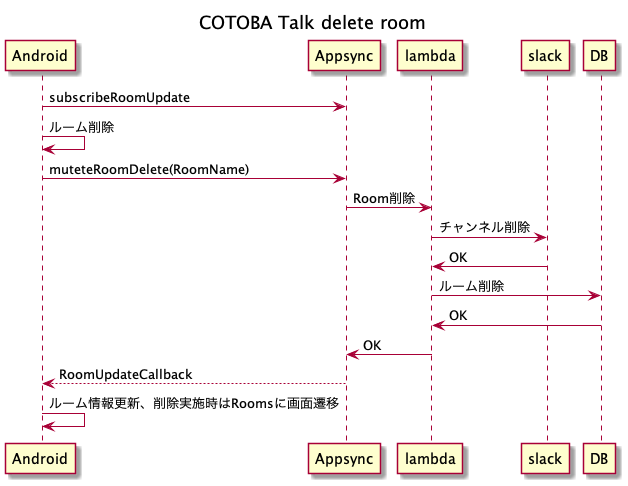 COTOBA Talk delete room
Android Appsync lambda slack DB
subscribeRoomUpdate
ルーム削除
muteteRoomDelete(RoomName)
Room削除
チャンネル削除
OK
ルーム削除
OK
OK
RoomUpdateCallback
ルーム情報更新、削除実施時はRoomsに画面遷移
Android Appsync lambda slack DB